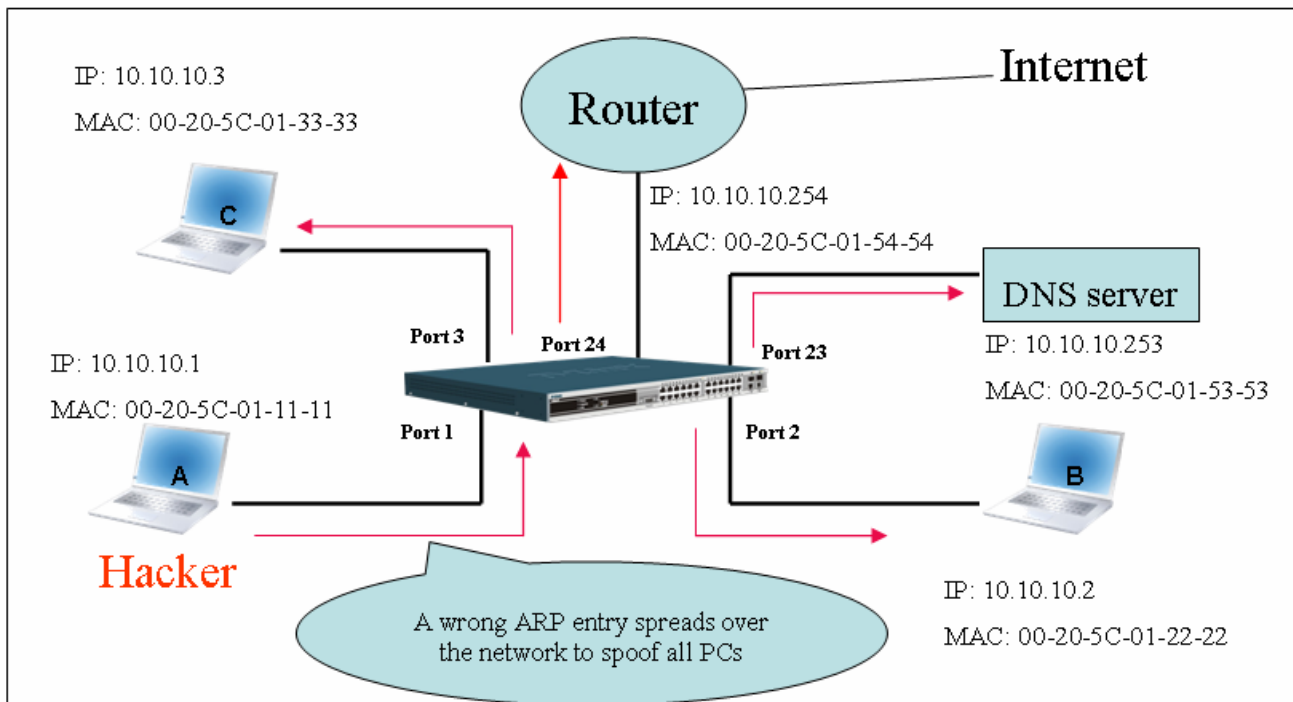 IP: 10.10.10.3
MAC: 00-20-5C-01-33-33
C
Router
Internet
IP: 10.10.10.254
MAC: 00-20-5C-01-54-54
DNS server
IP: 10.10.10.253
MAC: 00-20-5C-01-53-53
Port 3
Port 24
Port 23
IP: 10.10.10.1
MAC: 00-20-5C-01-11-11
Port 1
Port 2
A
B
Hacker
A wrong ARP entry spreads over
the network to spoof all PCs
IP: 10.10.10.2
MAC: 00-20-5C-01-22-22